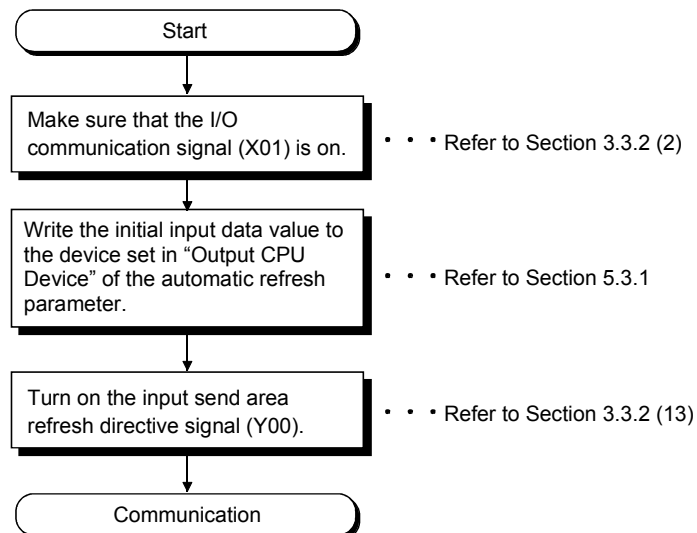 Start
Make sure that the I/O
communication signal (X01) is on.
• • • Refer to Section 3.3.2 (2)
Write the initial input data value to
the device set in “Output CPU
Device” of the automatic refresh
parameter.
• • • Refer to Section 5.3.1
Turn on the input send area
refresh directive signal (Y00).
• • • Refer to Section 3.3.2 (13)
Communication